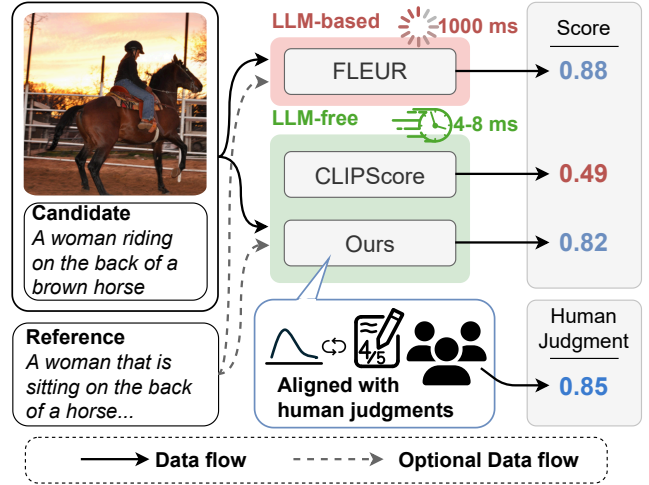 LLM-based
1000 ms
FLEUR
LLM-free
4-8 ms
CLIPScore
Ours
Score
0.88
0.49
0.82
Candidate
A woman riding
on the back of a
brown horse
Reference
A woman that is
sitting on the back
of a horse...
4/5
Aligned with
human judgments
Human
Judgment
0.85
Data flow
Optional Data flow